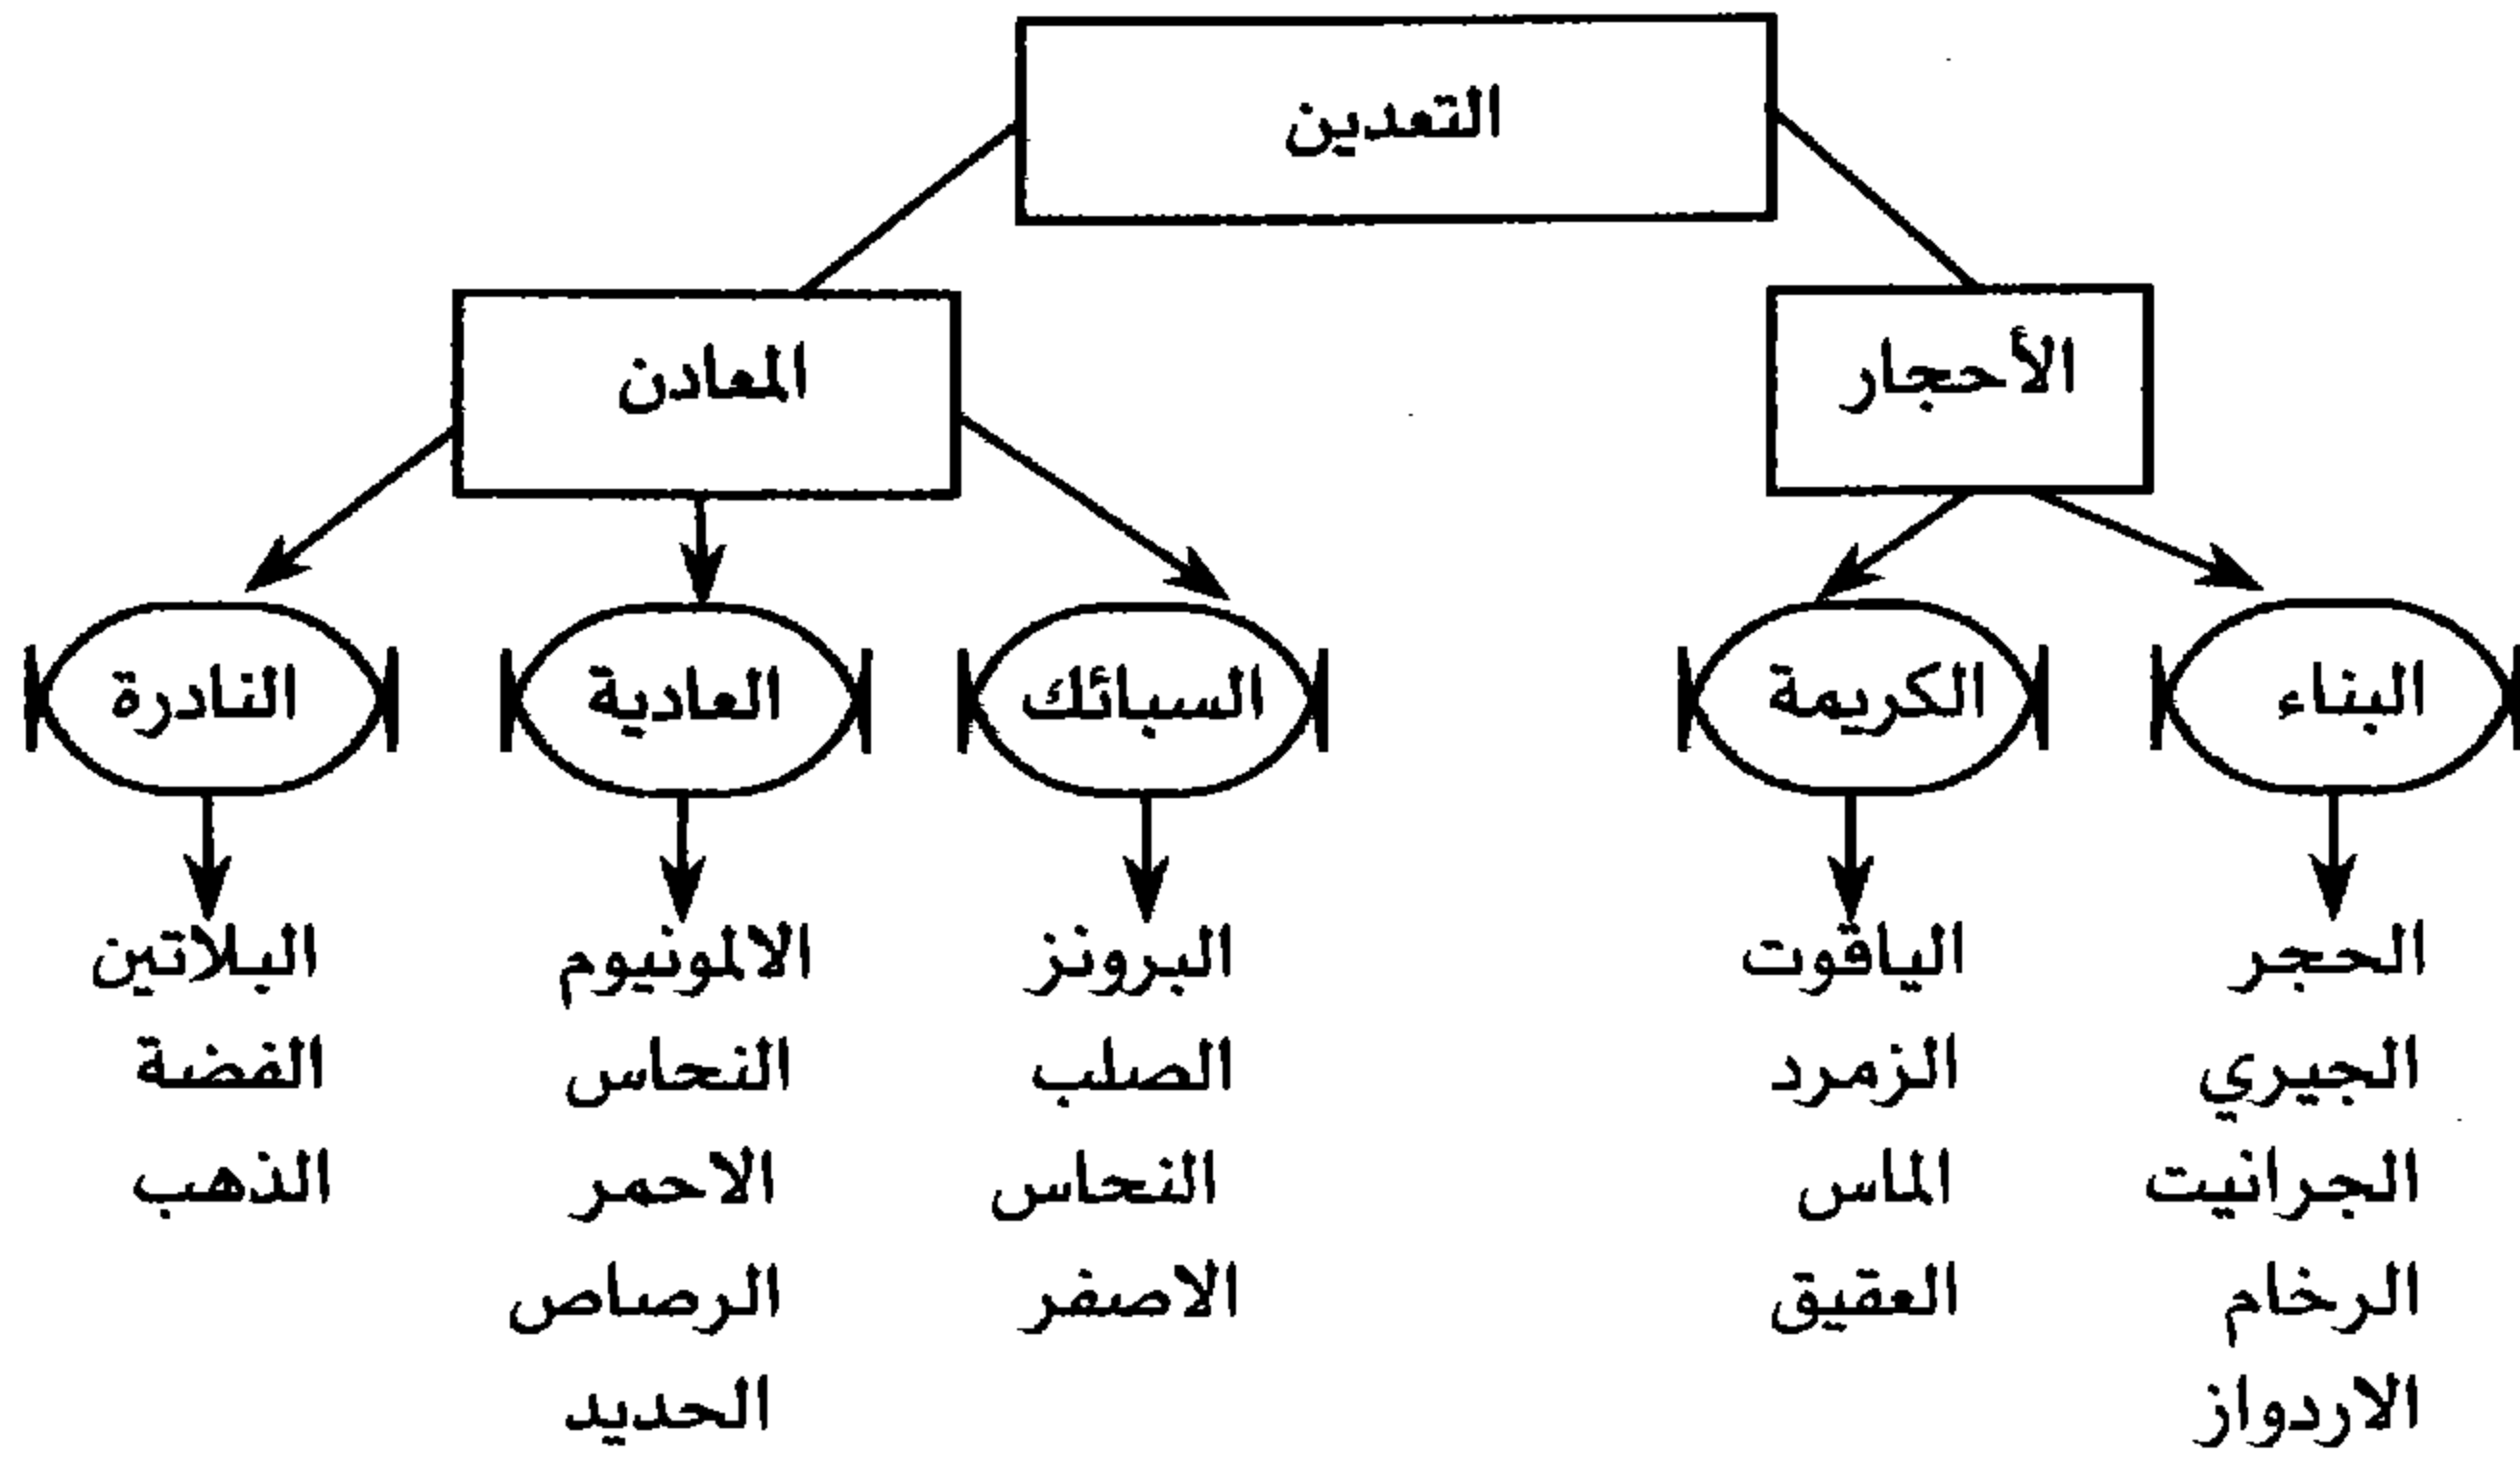 التعدين
الأحجار
المعادن
البناء
الكريمة
السبائك
العادية
النادرة
الحجر
الجيري
الجرانيت
الرخام
الاردواز
الياقوت
الزمرد
الماس
العقيق
البرونز
الصلب
النحاس
الاصفر
الالمونيوم
النحاس
الاحمر
الرصاص
الحديد
البلاتين
الفضة
الذهب